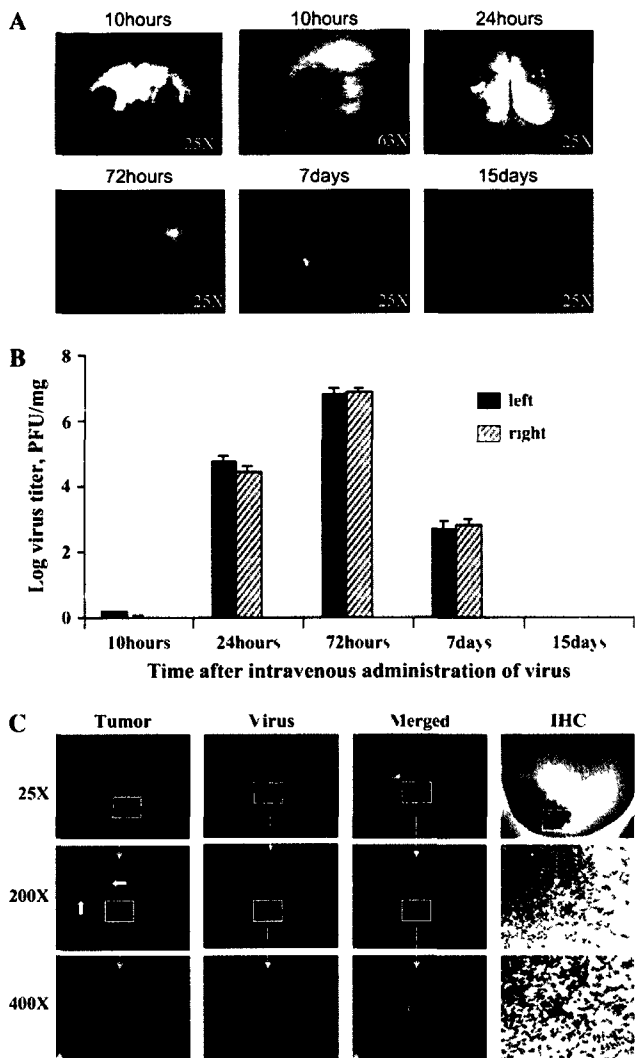 A
10hours 10hours 24hours
25X 63X 25X
72hours 7days 15days
25X 25X 25X
B
8
6
4
2
0
Log virus titer, PFU/mg
left
right
10hours 24hours 72hours 7days 15days
Time after intravenous administration of virus
C
Tumor Virus Merged IHC
25X
200X
400X